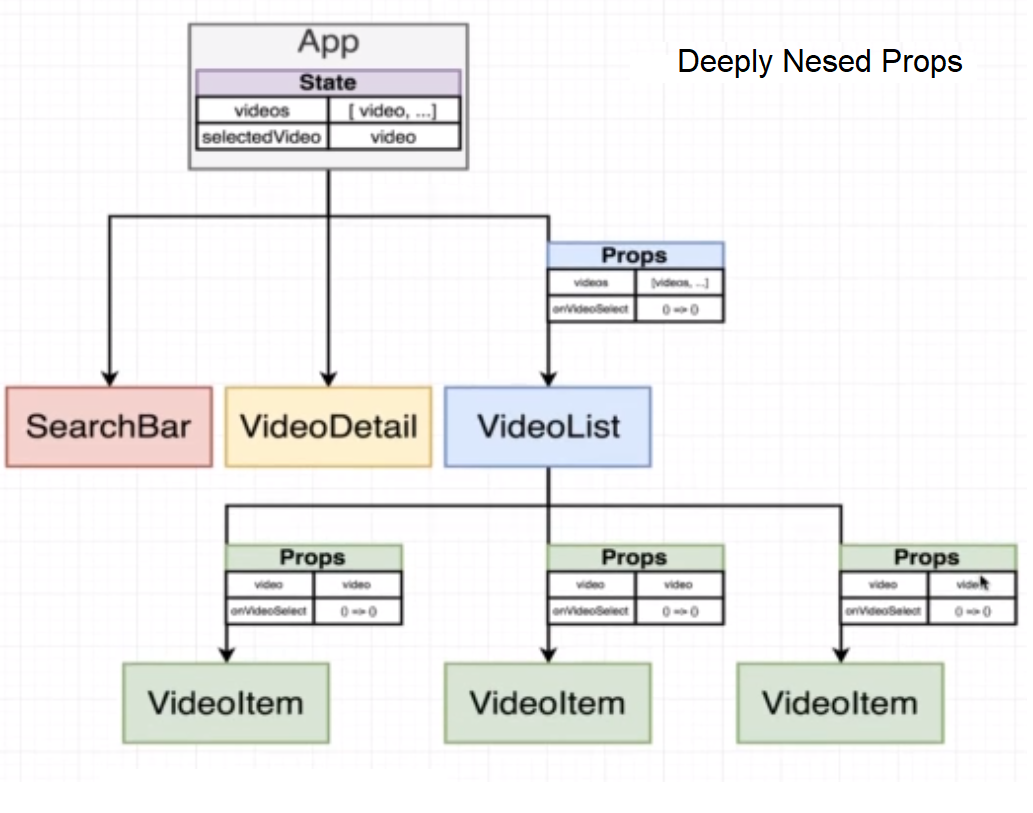 App
Deeply Nesed Props
State
videos [ video, ...]
selectedVideo video
Props
videos [videos, ...]
onVideoSelect () => ()
SearchBar VideoDetail VideoList
Props Props Props
video video video video video
onVideoSelect () => () onVideoSelect () => () onVideoSelect () => ()
VideoItem VideoItem VideoItem